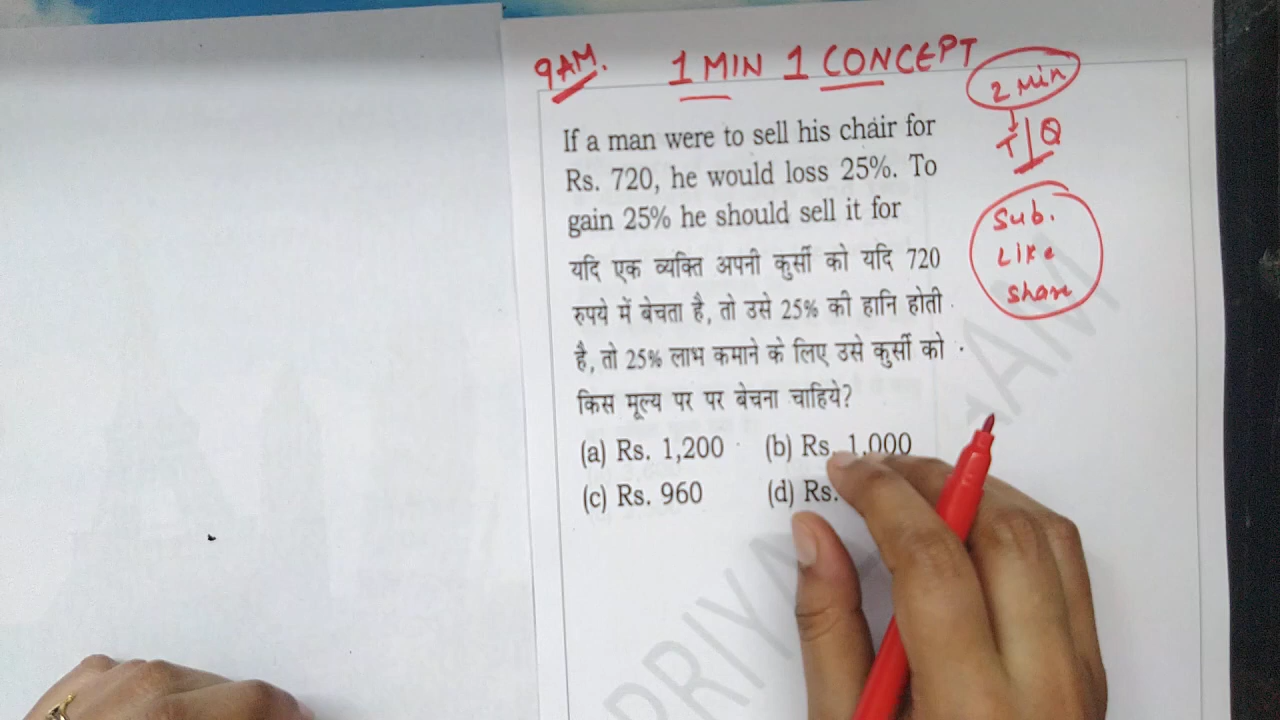 9AM. 1 MIN 1 CONCEPT
2 Min
T/Q
Sub.
Like
Share
If a man were to sell his chair for
Rs. 720, he would loss 25%. To
gain 25% he should sell it for
यदि एक व्यक्ति अपनी कुर्सी को यदि 720
रुपये में बेचता है, तो उसे 25% की हानि होती
है, तो 25% लाभ कमाने के लिए उसे कुर्सी को
किस मूल्य पर पर बेचना चाहिये?
(a) Rs. 1,200 (b) Rs. 1,000
(c) Rs. 960 (d) Rs.